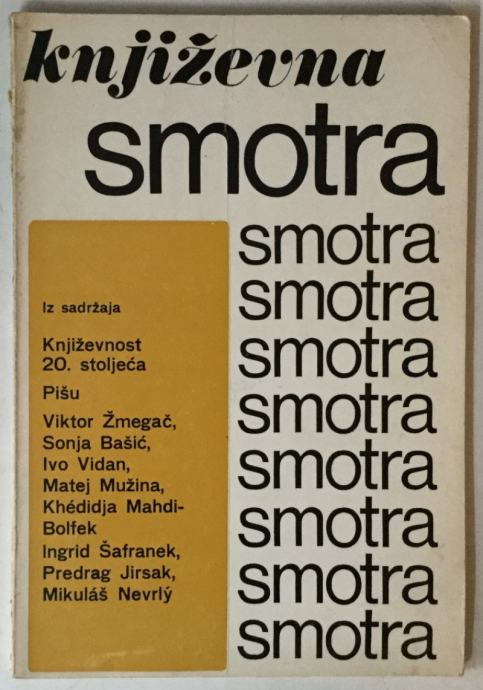 književna
smotra
smotra
smotra
smotra
smotra
smotra
smotra
smotra
smotra
Iz sadržaja
Književnost
20. stoljeća
Pišu
Viktor Žmegač,
Sonja Bašić,
Ivo Vidan,
Matej Mužina,
Khédidja Mahdi-
Bolfek
Ingrid Šafranek,
Predrag Jirsak,
Mikuláš Nevrlý